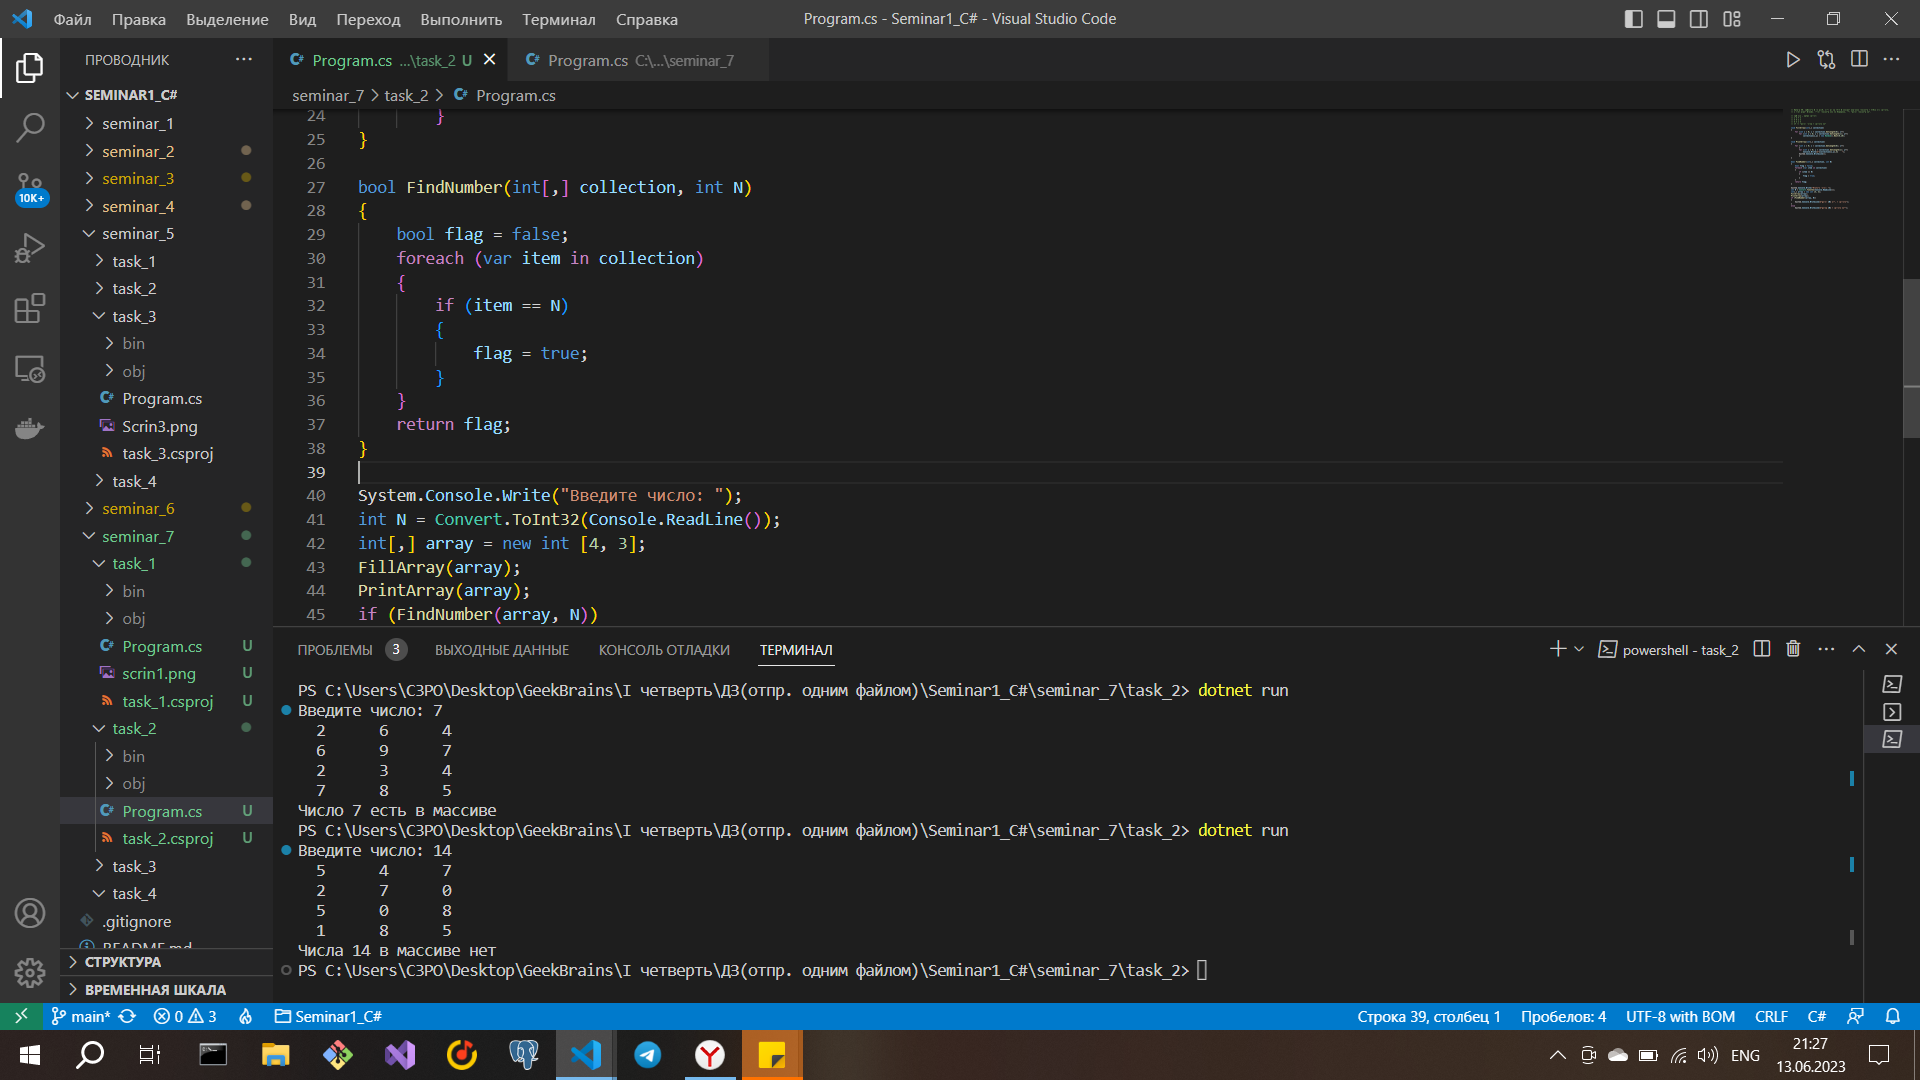 Файл Правка Выделение Вид Переход Выполнить Терминал Справка
Program.cs - Seminar1_C# - Visual Studio Code
ПРОВОДНИК
SEMINAR1_C#
seminar_1
seminar_2
seminar_3
seminar_4
seminar_5
task_1
task_2
task_3
bin
obj
Program.cs
Scrin3.png
task_3.csproj
task_4
seminar_6
seminar_7
task_1
bin
obj
Program.cs U
scrin1.png U
task_1.csproj U
task_2
bin
obj
Program.cs U
task_2.csproj U
task_3
task_4
.gitignore
README.md
СТРУКТУРА
ВРЕМЕННАЯ ШКАЛА
10K+
Program.cs ...\task_2 U
Program.cs C:\...\seminar_7
seminar_7 > task_2 > Program.cs
24 }
25 }
26
27 bool FindNumber(int[,] collection, int N)
28 {
29 bool flag = false;
30 foreach (var item in collection)
31 {
32 if (item == N)
33 {
34 flag = true;
35 }
36 }
37 return flag;
38 }
39
40 System.Console.Write("Введите число: ");
41 int N = Convert.ToInt32(Console.ReadLine());
42 int[,] array = new int [4, 3];
43 FillArray(array);
44 PrintArray(array);
45 if (FindNumber(array, N))
ПРОБЛЕМЫ 3 ВЫХОДНЫЕ ДАННЫЕ КОНСОЛЬ ОТЛАДКИ ТЕРМИНАЛ
powershell - task_2
PS C:\Users\СЗРО\Desktop\GeekBrains\I четверть\ДЗ(отпр. одним файлом)\Seminar1_C#\seminar_7\task_2> dotnet run
Введите число: 7
2 6 4
6 9 7
2 3 4
7 8 5
Число 7 есть в массиве
PS C:\Users\СЗРО\Desktop\GeekBrains\I четверть\ДЗ(отпр. одним файлом)\Seminar1_C#\seminar_7\task_2> dotnet run
Введите число: 14
5 4 7
2 7 0
5 0 8
1 8 5
Числа 14 в массиве нет
PS C:\Users\СЗРО\Desktop\GeekBrains\I четверть\ДЗ(отпр. одним файлом)\Seminar1_C#\seminar_7\task_2>
main* 0 3 Seminar1_C#
Строка 39, столбец 1 Пробелов: 4 UTF-8 with BOM CRLF C#
ENG
21:27
13.06.2023